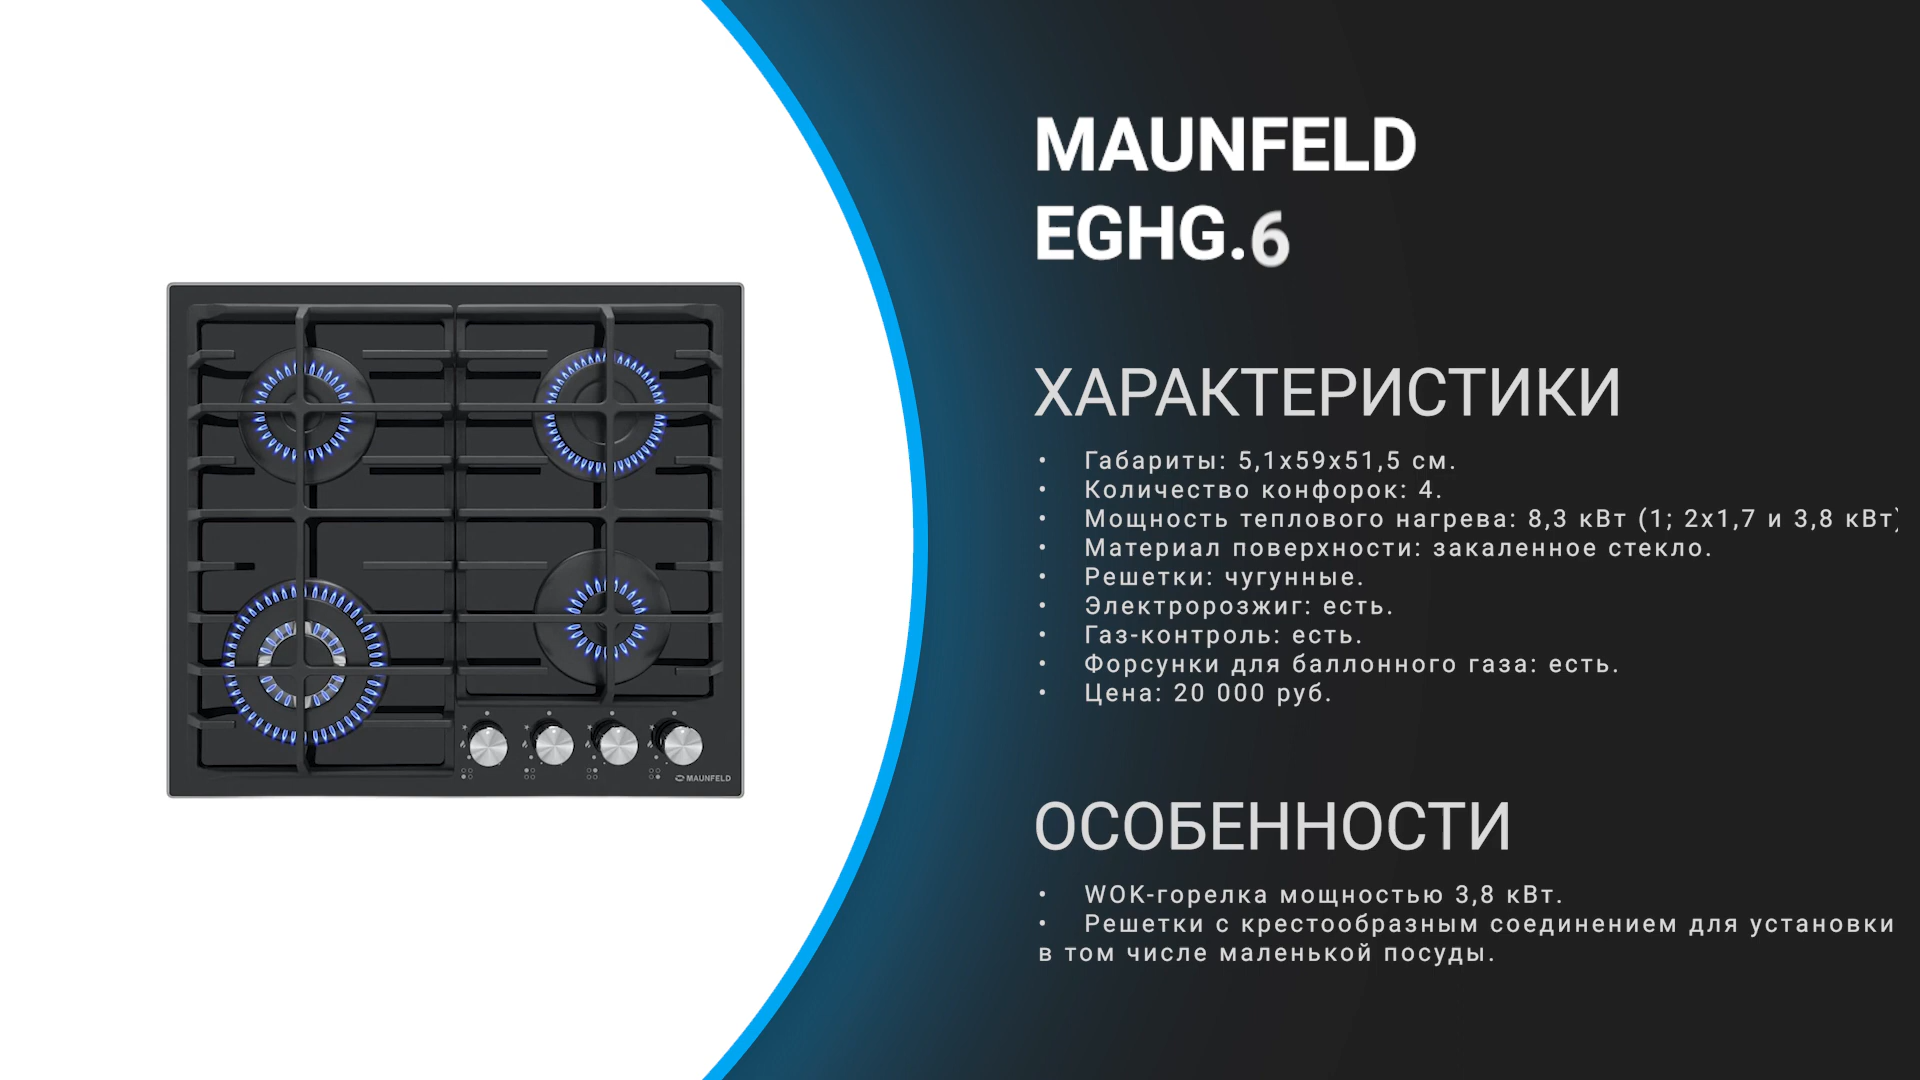 MAUNFELD
EGHG.6
ХАРАКТЕРИСТИКИ
• Габариты: 5,1х59х51,5 см.
• Количество конфорок: 4.
• Мощность теплового нагрева: 8,3 кВт (1; 2х1,7 и 3,8 кВт)
• Материал поверхности: закаленное стекло.
• Решетки: чугунные.
• Электророзжиг: есть.
• Газ-контроль: есть.
• Форсунки для баллонного газа: есть.
• Цена: 20 000 руб.
MAUNFELD
ОСОБЕННОСТИ
• WOK-горелка мощностью 3,8 кВт.
• Решетки с крестообразным соединением для установки
в том числе маленькой посуды.